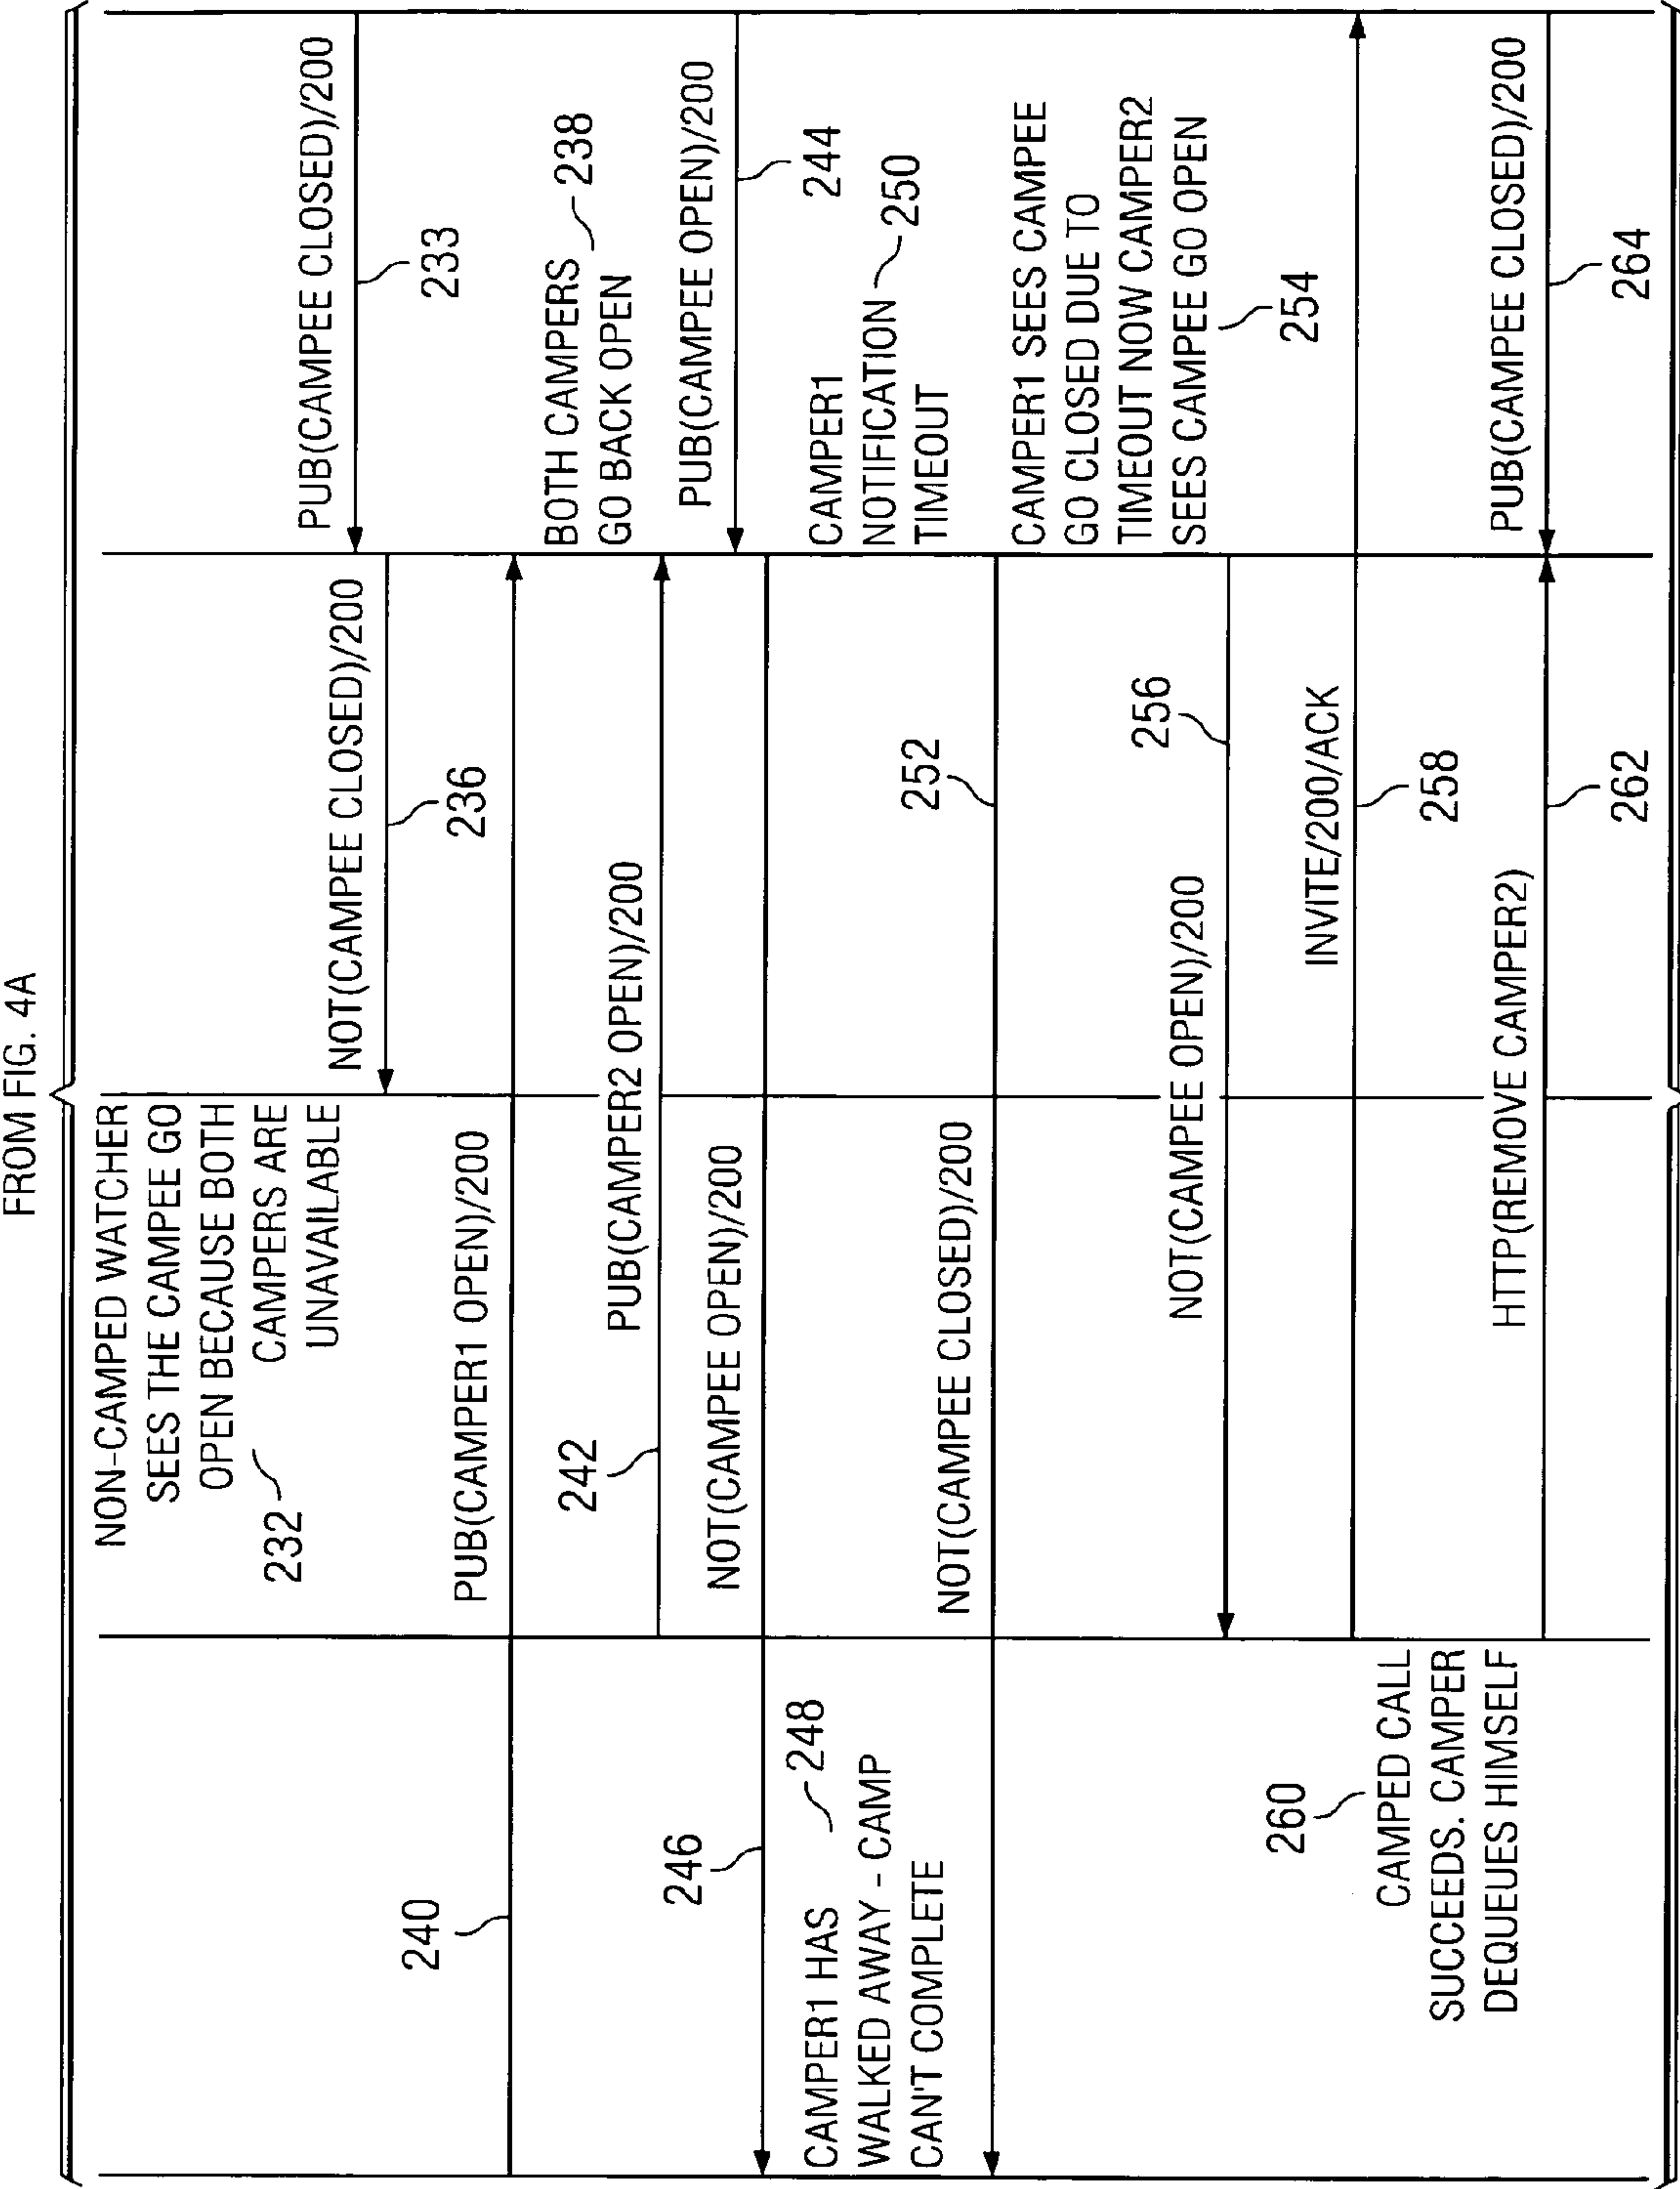 FROM FIG. 4A
NON-CAMPED WATCHER
SEES THE CAMPEE GO
OPEN BECAUSE BOTH
CAMPERS ARE
UNAVAILABLE
232
PUB(CAMPEE CLOSED)/200
233
NOT(CAMPEE CLOSED)/200
236
PUB(CAMPER1 OPEN)/200
240
BOTH CAMPERS
GO BACK OPEN
238
PUB(CAMPER2 OPEN)/200
242
PUB(CAMPEE OPEN)/200
244
NOT(CAMPEE OPEN)/200
246
CAMPER1 HAS
WALKED AWAY - CAMP
CAN'T COMPLETE
248
CAMPER1
NOTIFICATION
TIMEOUT
250
NOT(CAMPEE CLOSED)/200
252
CAMPER1 SEES CAMPEE
GO CLOSED DUE TO
TIMEOUT NOW CAMPER2
SEES CAMPEE GO OPEN
254
NOT(CAMPEE OPEN)/200
256
INVITE/200/ACK
258
CAMPED CALL
SUCCEEDS. CAMPER
DEQUEUES HIMSELF
260
HTTP(REMOVE CAMPER2)
262
PUB(CAMPEE CLOSED)/200
264